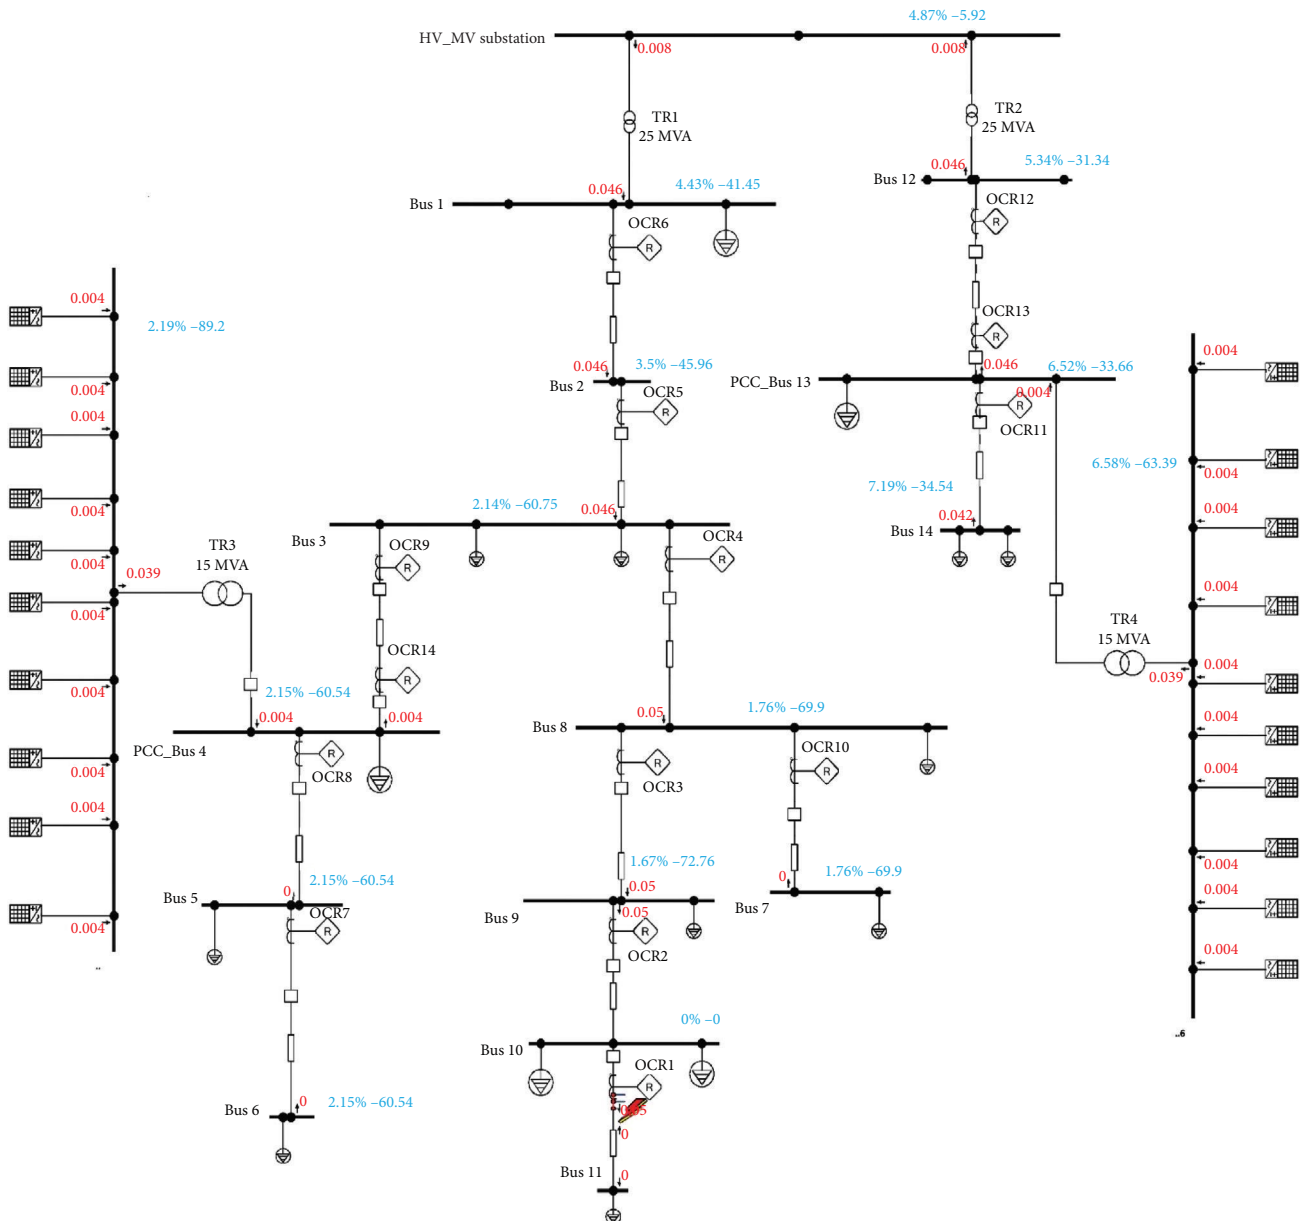 4.87% –5.92
HV_MV substation
0.008
0.008
TR1
25 MVA
TR2
25 MVA
0.046
5.34% –31.34
Bus 12
0.046
4.43% –41.45
Bus 1
OCR12
R
OCR6
R
0.004
2.19% –89.2
OCR13
R
0.046
3.5% –45.96
Bus 2
0.046
6.52% –33.66
PCC_Bus 13
0.004
OCR5
R
R
OCR11
0.004
0.004
0.004
0.004
6.58% –63.39
0.004
7.19% –34.54
0.042
Bus 14
2.14% –60.75
0.046
Bus 3
0.004
0.004
OCR9
R
OCR4
R
TR3
15 MVA
0.004
0.039
0.004
0.004
TR4
15 MVA
0.004
0.039
OCR14
R
0.004
2.15% –60.54
0.004
0.004
PCC_Bus 4
0.05
1.76% –69.9
Bus 8
0.004
R
OCR8
R
OCR3
OCR10
R
0.004
0.004
0.004
0.004
1.67% –72.76
0.05
1.76% –69.9
0
Bus 7
0.004
2.15% –60.54
0
Bus 5
Bus 9
0.05
OCR7
R
R
OCR2
0.004
0.004
..
0% –0
Bus 10
..6
OCR1
R
2.15% –60.54
0
Bus 6
0
Bus 11
0